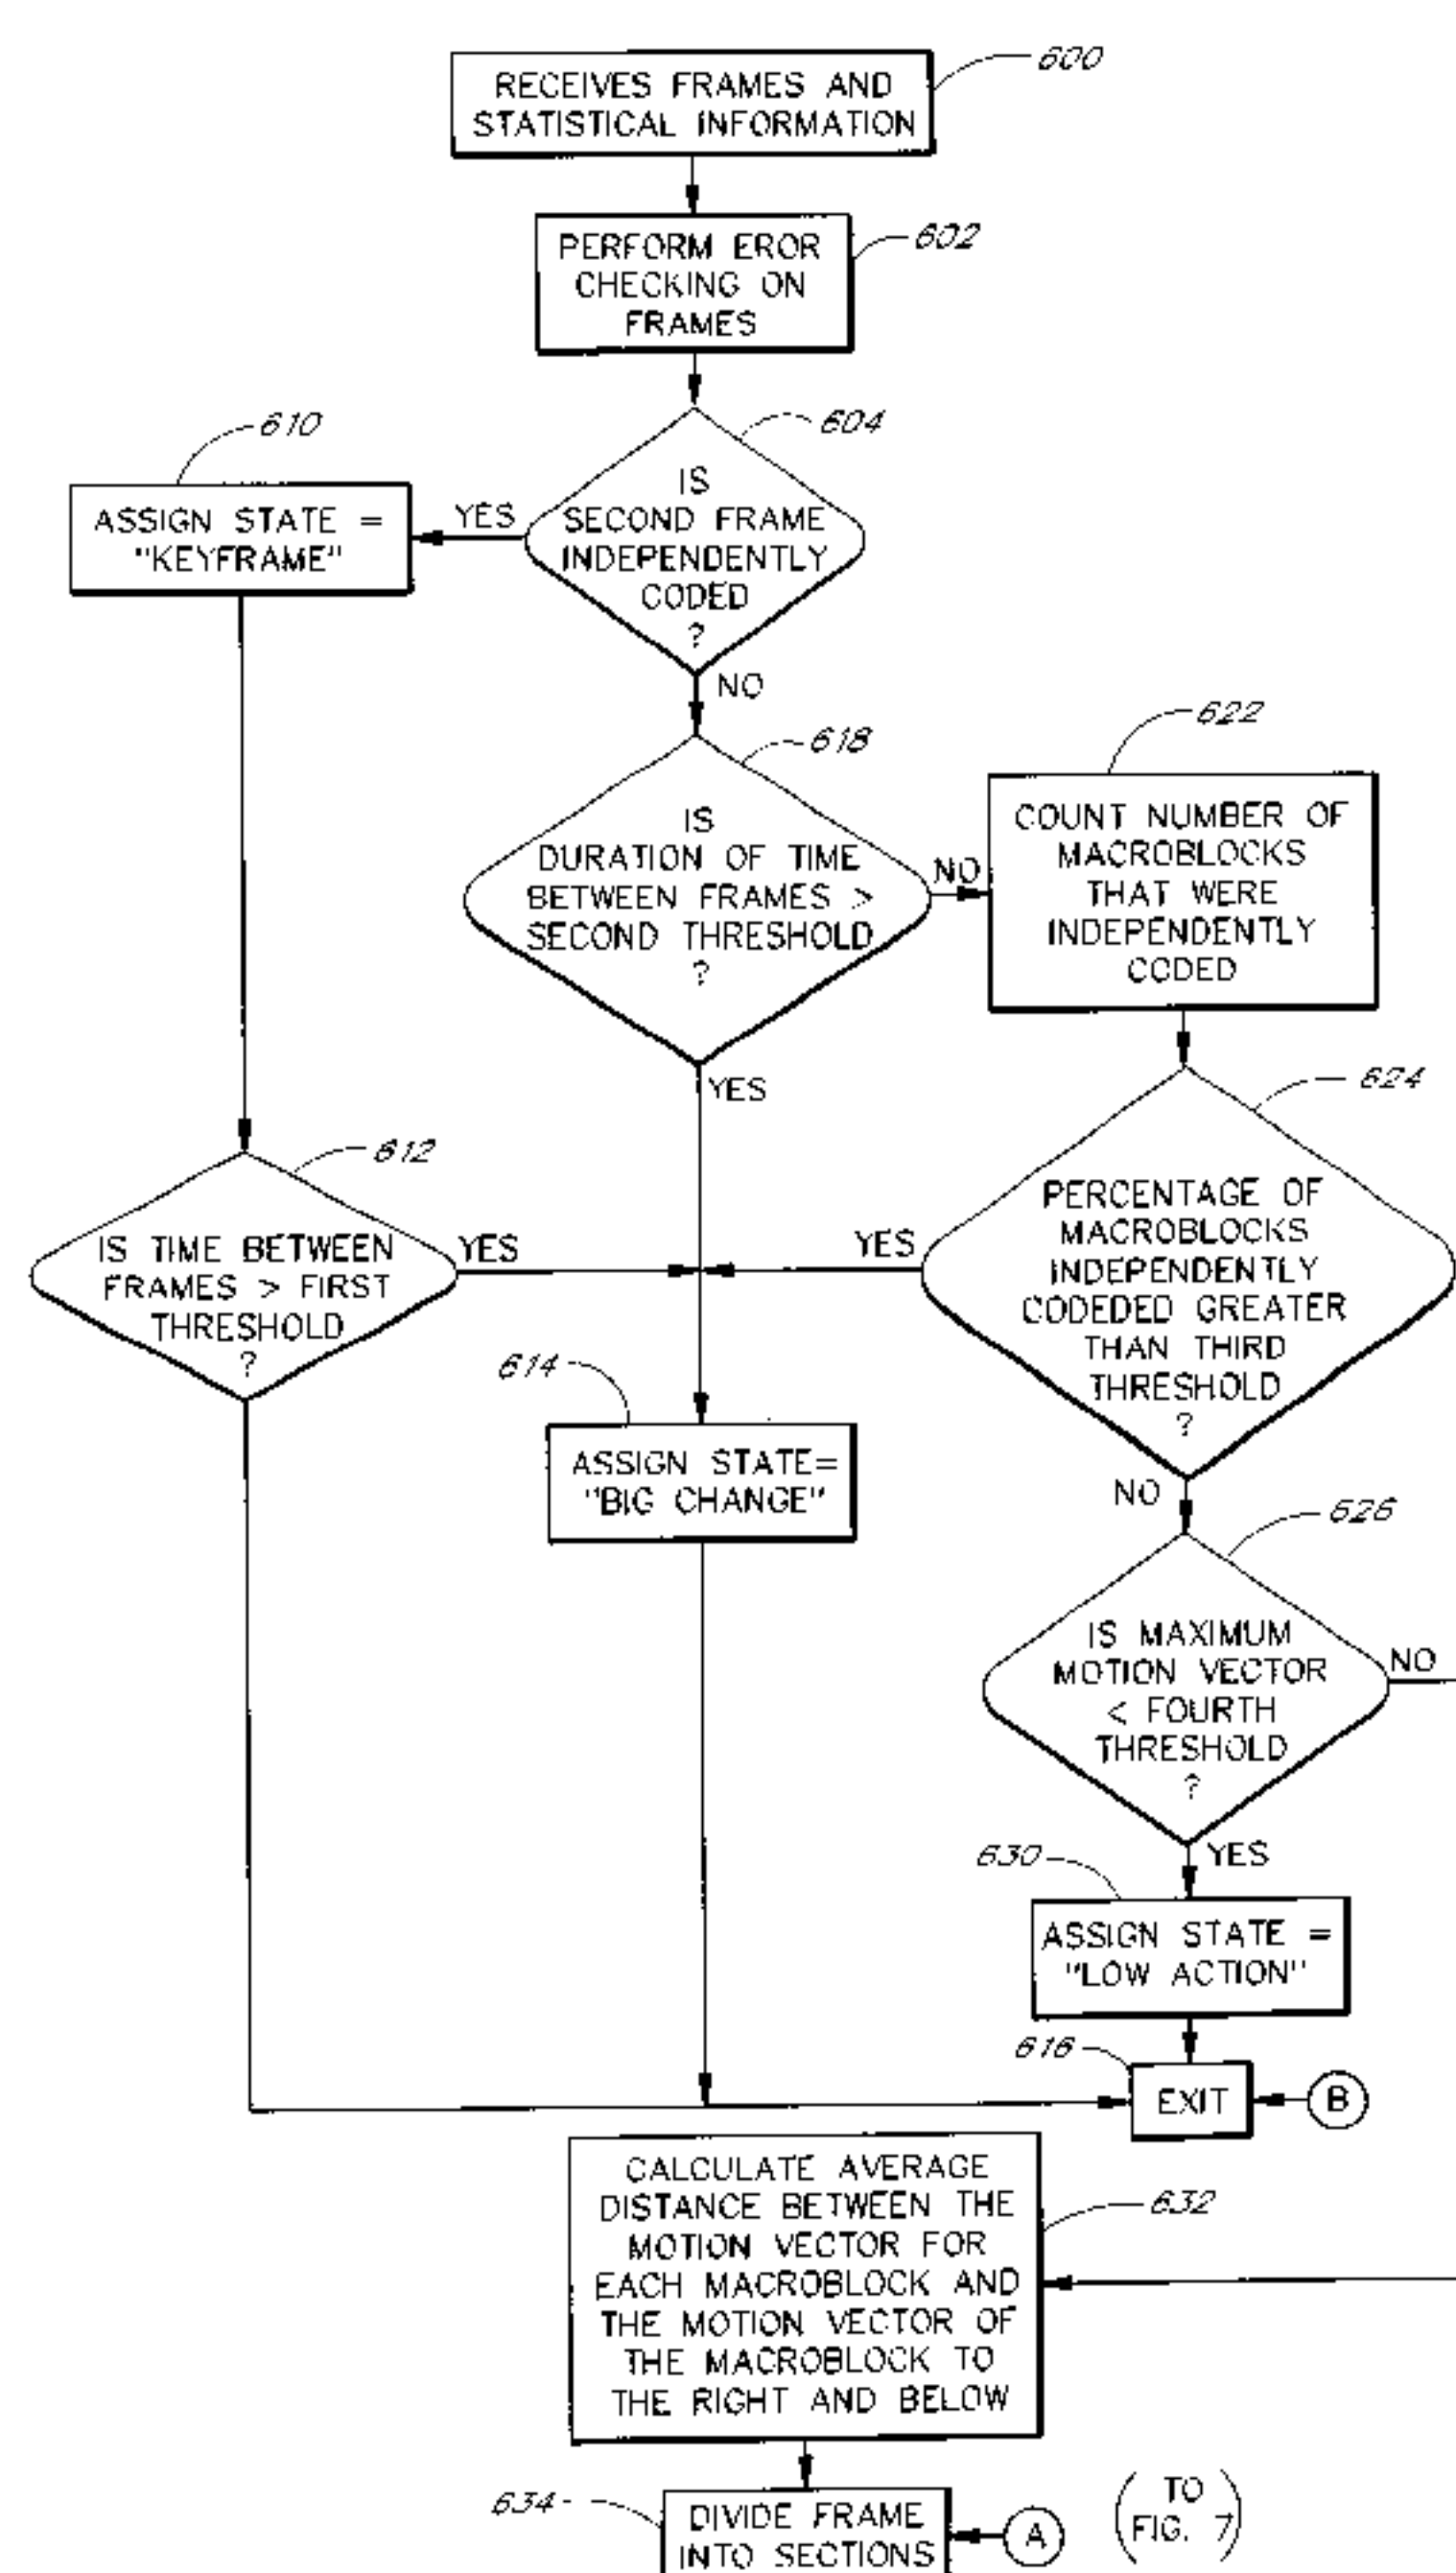 600
RECEIVES FRAMES AND
STATISTICAL INFORMATION
602
PERFORM EROR
CHECKING ON
FRAMES
604
IS
SECOND FRAME
INDEPENDENTLY
CODED
?
YES
NO
610
ASSIGN STATE =
"KEYFRAME"
618
IS
DURATION OF TIME
BETWEEN FRAMES >
SECOND THRESHOLD
?
NO
YES
622
COUNT NUMBER OF
MACROBLOCKS
THAT WERE
INDEPENDENTLY
CODED
612
IS TIME BETWEEN
FRAMES > FIRST
THRESHOLD
?
YES
624
PERCENTAGE OF
MACROBLOCKS
INDEPENDENTLY
CODEDED GREATER
THAN THIRD
THRESHOLD
?
YES
NO
614
ASSIGN STATE=
"BIG CHANGE"
626
IS MAXIMUM
MOTION VECTOR
< FOURTH
THRESHOLD
?
NO
YES
630
ASSIGN STATE =
"LOW ACTION"
616
EXIT
B
632
CALCULATE AVERAGE
DISTANCE BETWEEN THE
MOTION VECTOR FOR
EACH MACROBLOCK AND
THE MOTION VECTOR OF
THE MACROBLOCK TO
THE RIGHT AND BELOW
634
DIVIDE FRAME
INTO SECTIONS
A
(TO
FIG. 7)